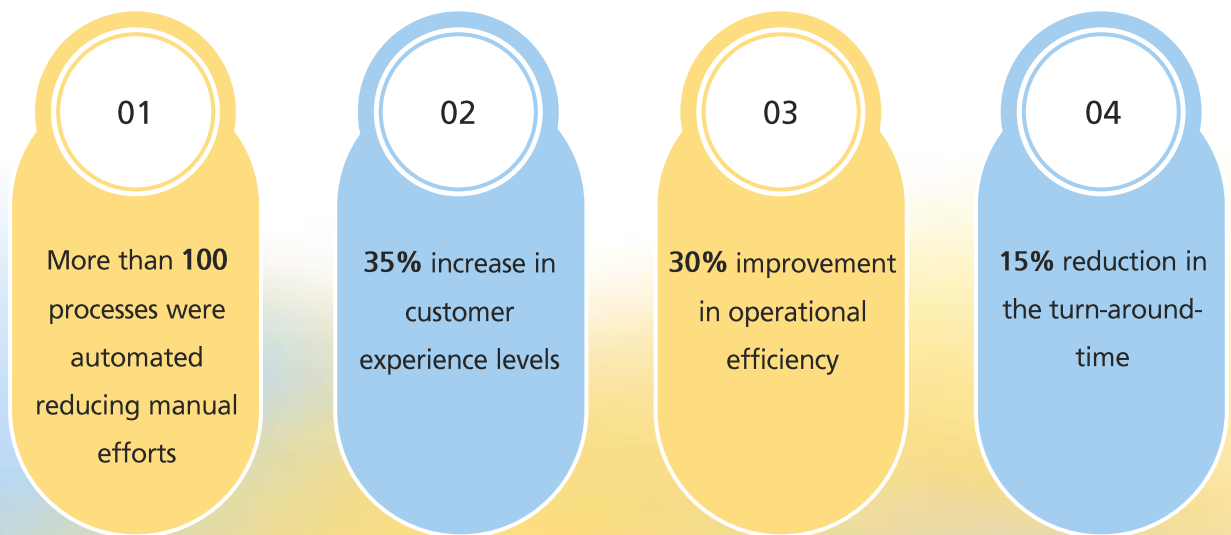 01
More than 100
processes were
automated
reducing manual
efforts
02
35% increase in
customer
experience levels
03
30% improvement
in operational
efficiency
04
15% reduction in
the turn-around-
time